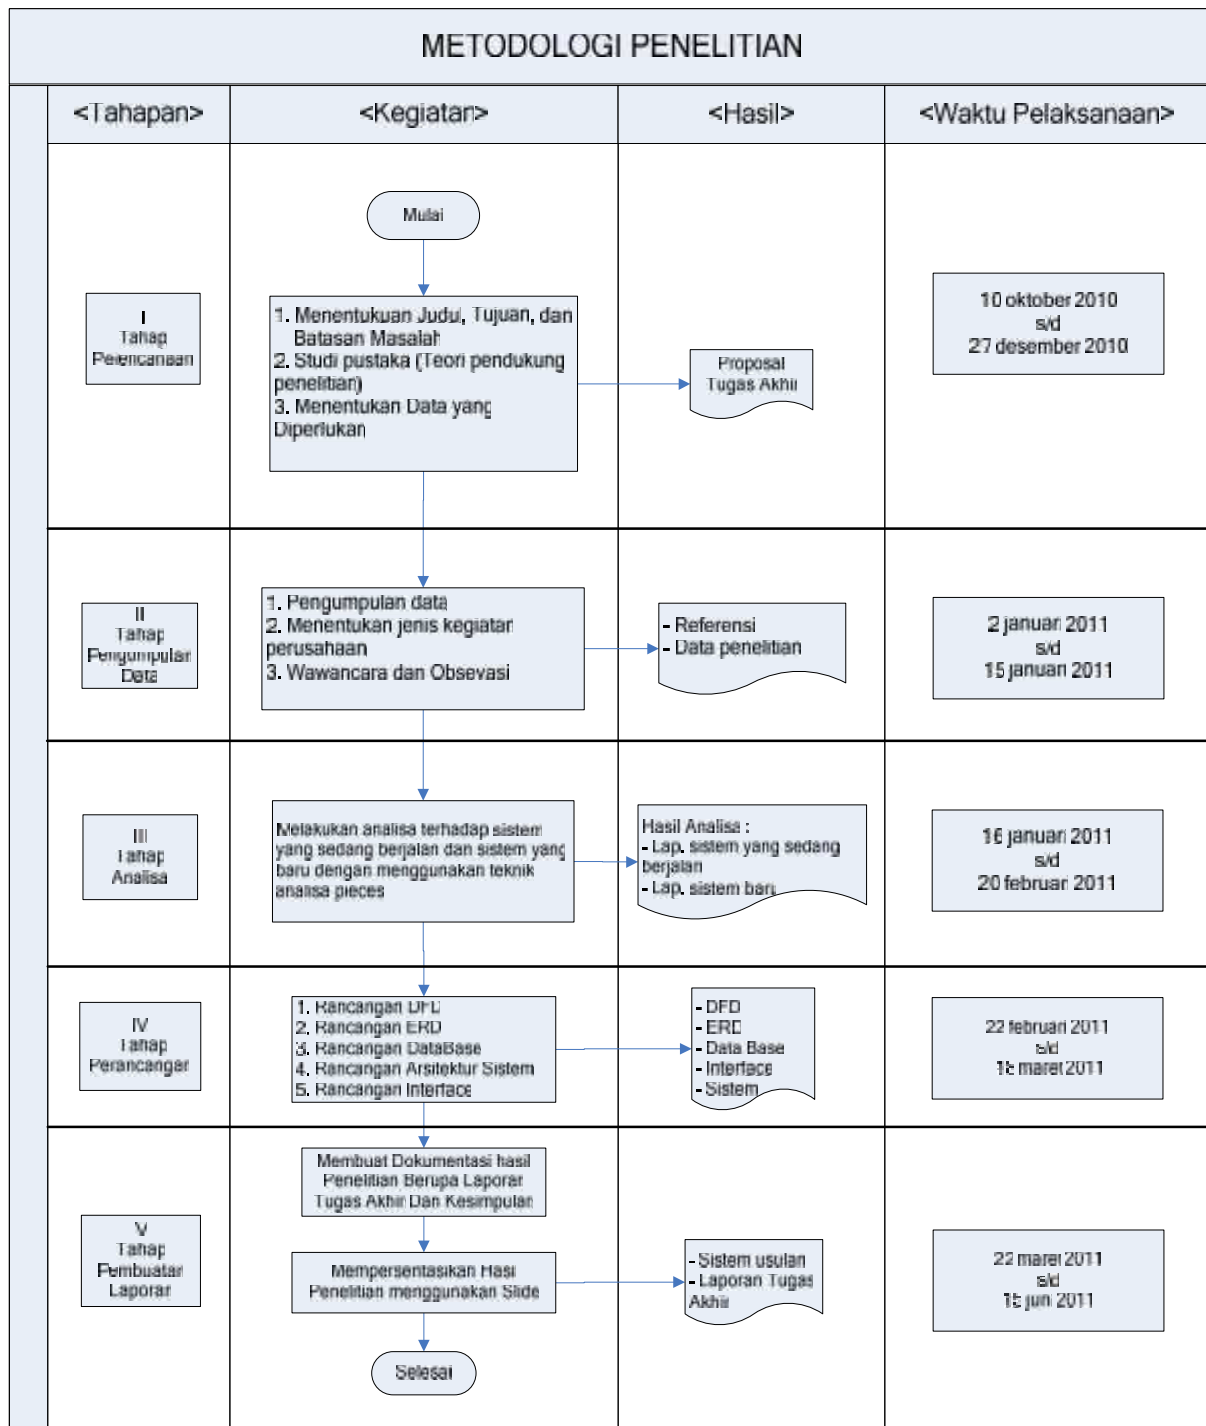 METODOLOGI PENELITIAN
<Tahapan>
<Kegiatan>
<Hasil>
<Waktu Pelaksanaan>
Mulai
I
Tahap
Perencanaan
1. Menentukuan Judul, Tujuan, dan
Batasan Masalah
2. Studi pustaka (Teori pendukung
penelitian)
3. Menentukan Data yang
Diperlukan
Proposal
Tugas Akhir
10 oktober 2010
s/d
27 desember 2010
II
Tahap
Pengumpulan
Data
1. Pengumpulan data
2. Menentukan jenis kegiatan
perusahaan
3. Wawancara dan Obsevasi
- Referensi
- Data penelitian
2 januari 2011
s/d
15 januari 2011
III
Tahap
Analisa
Melakukan analisa terhadap sistem
yang sedang berjalan dan sistem yang
baru dengan menggunakan teknik
analisa pieces
Hasil Analisa :
- Lap. sistem yang sedang
berjalan
- Lap. sistem baru
16 januari 2011
s/d
20 februari 2011
IV
Tahap
Perancangan
1. Rancangan DFD
2. Rancangan ERD
3. Rancangan DataBase
4. Rancangan Arsitektur Sistem
5. Rancangan Interface
- DFD
- ERD
- Data Base
- Interface
- Sistem
22 februari 2011
s/d
maret 2011
V
Tahap
Pembuatan
Laporan
Membuat Dokumentasi hasil
Penelitian Berupa Laporan
Tugas Akhir Dan Kesimpulan
Mempersentasikan Hasil
Penelitian menggunakan Slide
- Sistem usulan
- Laporan Tugas
Akhir
22 maret 2011
s/d
15 juni 2011
Selesai